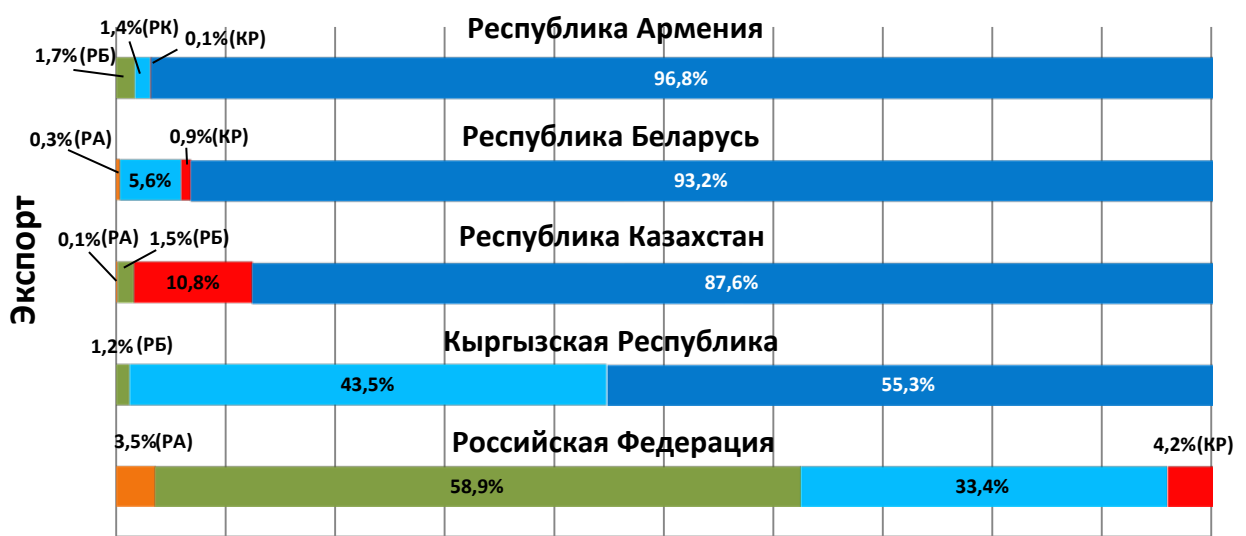 Экспорт
Республика Армения
1,7%(РБ)
1,4%(РК)
0,1%(КР)
96,8%
Республика Беларусь
0,3%(РА)
5,6%
0,9%(КР)
93,2%
Республика Казахстан
0,1%(РА)
1,5%(РБ)
10,8%
87,6%
Кыргызская Республика
1,2% (РБ)
43,5%
55,3%
Российская Федерация
3,5%(РА)
58,9%
33,4%
4,2%(КР)